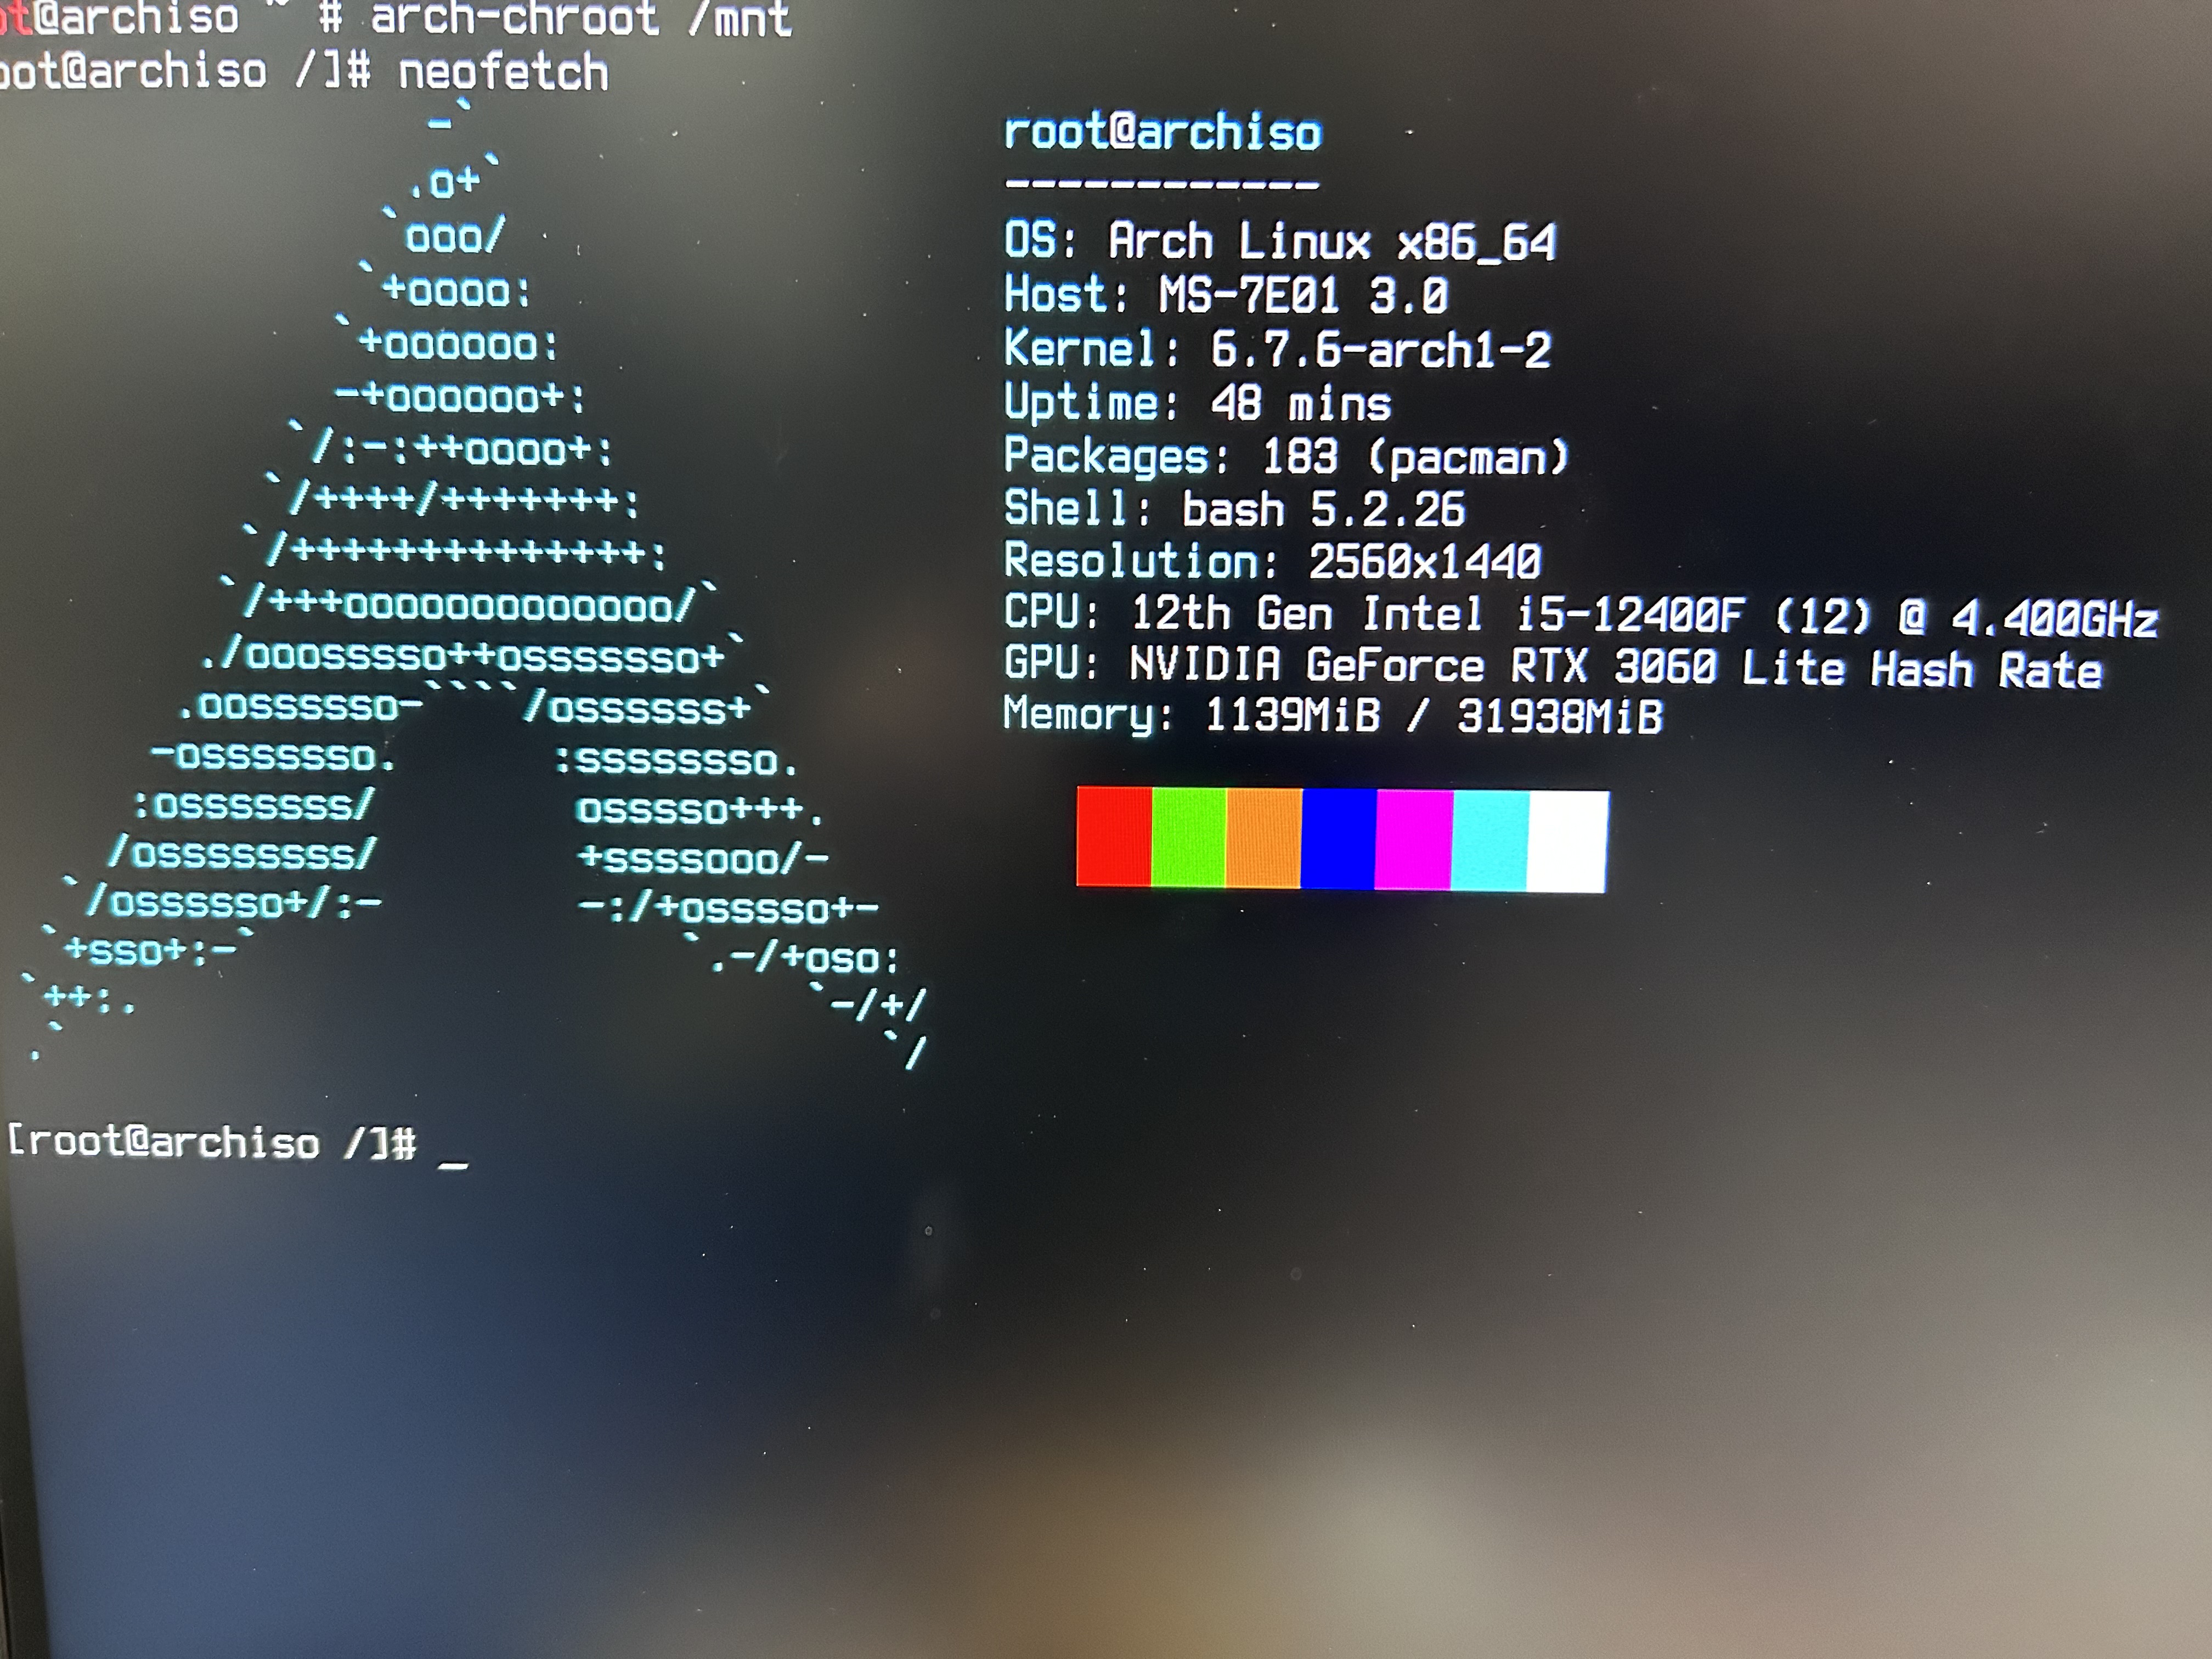 ot@archiso ~ # arch-chroot /mnt
oot@archiso /]# neofetch
-`
.o+`
`ooo/
`+oooo:
`+oooooo:
-+oooooo+:
`/:-:++oooo+:
`/++++/+++++++:
`/++++++++++++++:
`/+++ooooooooooooo/`
./ooosssso++osssssso+`
.oossssso-````/ossssss+`
-osssssso. :ssssssso.
:osssssss/ osssso+++.
/ossssssss/ +ssssooo/-
`/ossssso+/:- -:/+osssso+-
`+sso+:-` `.-/+oso:
`++:. `-/+/
.` `/
root@archiso
------------
OS: Arch Linux x86_64
Host: MS-7E01 3.0
Kernel: 6.7.6-arch1-2
Uptime: 48 mins
Packages: 183 (pacman)
Shell: bash 5.2.26
Resolution: 2560x1440
CPU: 12th Gen Intel i5-12400F (12) @ 4.400GHz
GPU: NVIDIA GeForce RTX 3060 Lite Hash Rate
Memory: 1139MiB / 31938MiB
[root@archiso /]# _